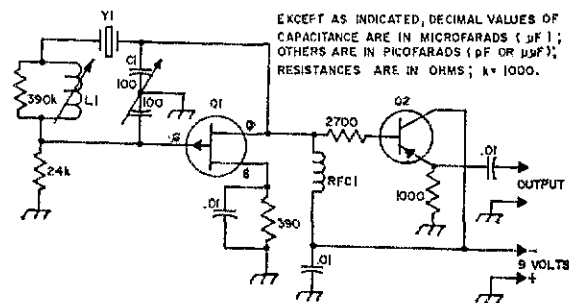 EXCEPT AS INDICATED, DECIMAL VALUES OF
CAPACITANCE ARE IN MICROFARADS (µF);
OTHERS ARE IN PICOFARADS (pF OR µµF);
RESISTANCES ARE IN OHMS; k= 1000.
Y1
C1
100
100
390k
L1
Q1
Q2
G
D
S
2700
24k
.01
390
RFC1
.01
1000
.01
OUTPUT
-
9 VOLTS
+